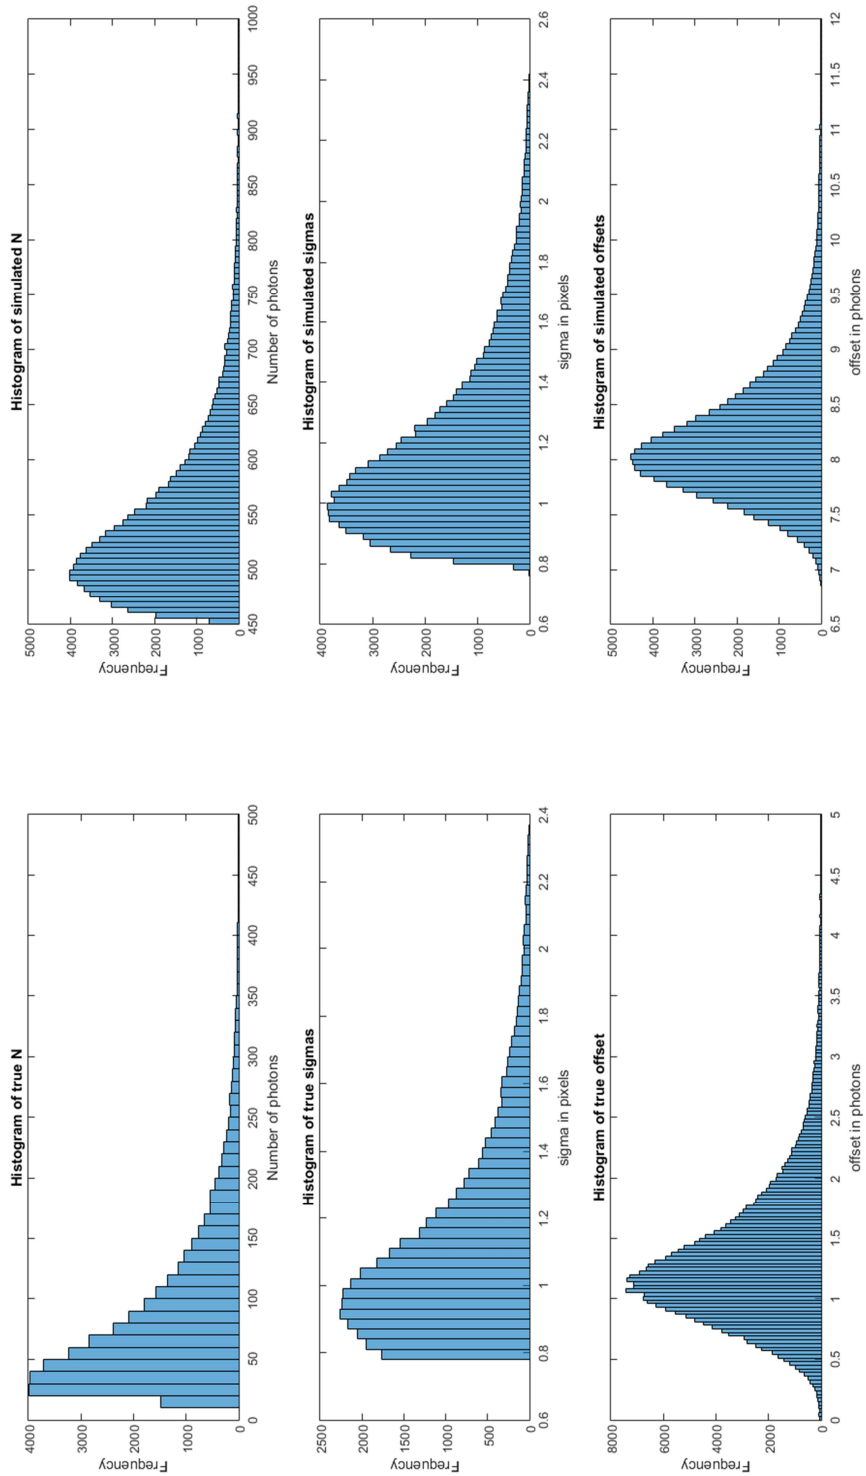 Histogram of true N
Frequency
4000
3000
2000
1000
0
0 50 100 150 200 250 300 350 400 450 500
Number of photons
Histogram of simulated N
Frequency
5000
4000
3000
2000
1000
0
450 500 550 600 650 700 750 800 850 900 950 1000
Number of photons
Histogram of true sigmas
Frequency
2500
2000
1500
1000
500
0
0.6 0.8 1 1.2 1.4 1.6 1.8 2 2.2 2.4
sigma in pixels
Histogram of simulated sigmas
Frequency
4000
3000
2000
1000
0
0.6 0.8 1 1.2 1.4 1.6 1.8 2 2.2 2.4 2.6
sigma in pixels
Histogram of true offset
Frequency
8000
6000
4000
2000
0
0 0.5 1 1.5 2 2.5 3 3.5 4 4.5 5
offset in photons
Histogram of simulated offsets
Frequency
5000
4000
3000
2000
1000
0
6.5 7 7.5 8 8.5 9 9.5 10 10.5 11 11.5 12
offset in photons